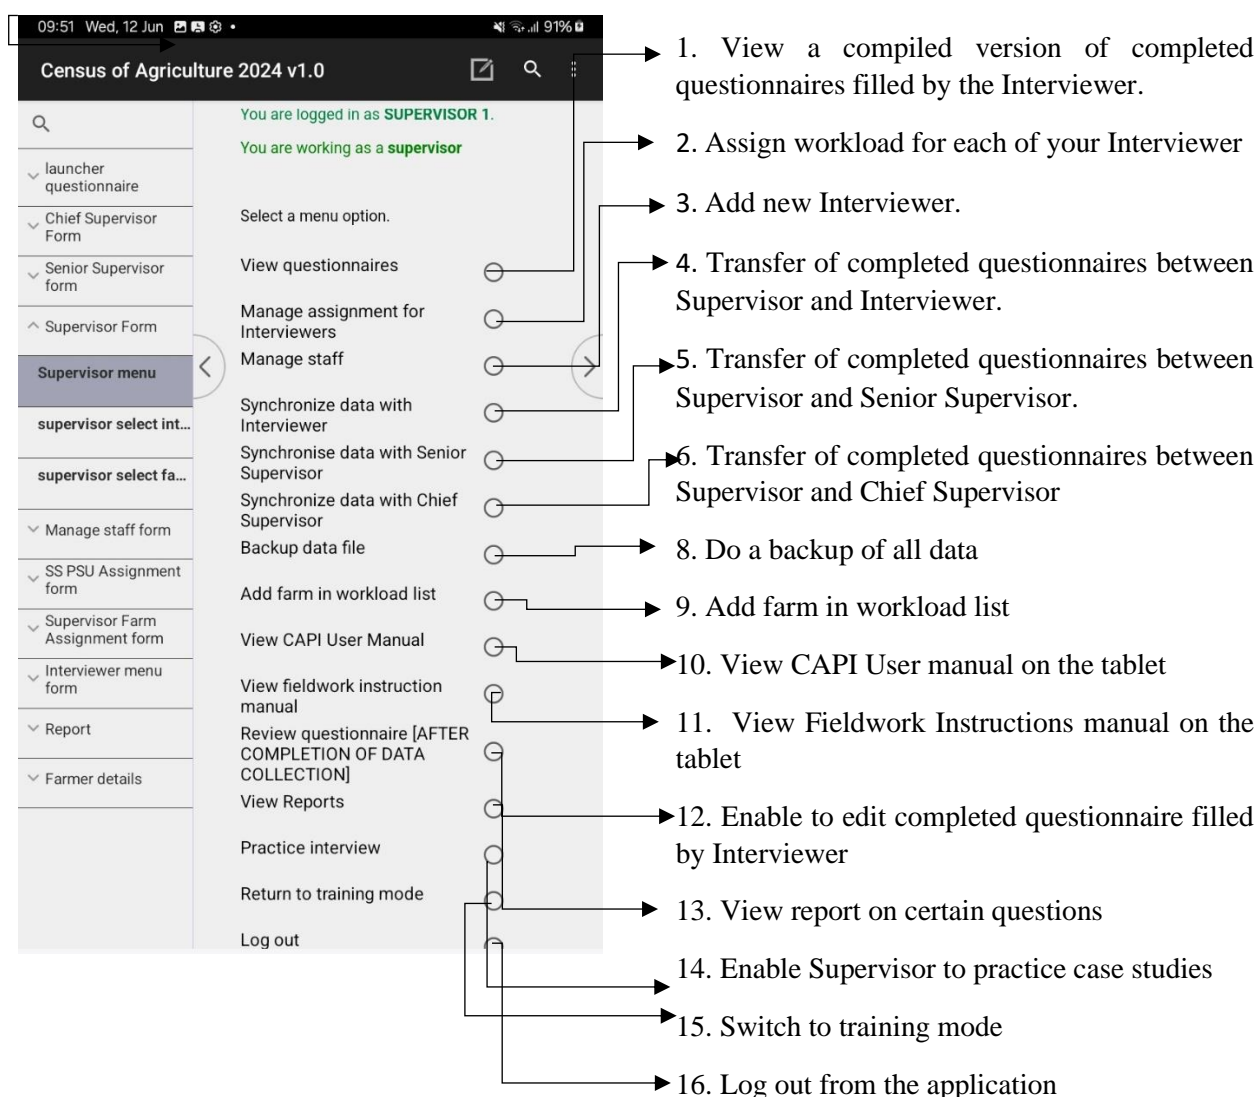 09:51 Wed, 12 Jun
91%
Census of Agriculture 2024 v1.0
launcher
questionnaire
Chief Supervisor
Form
Senior Supervisor
form
Supervisor Form
Supervisor menu
supervisor select int...
supervisor select fa...
Manage staff form
SS PSU Assignment
form
Supervisor Farm
Assignment form
Interviewer menu
form
Report
Farmer details
You are logged in as SUPERVISOR 1.
You are working as a supervisor
Select a menu option.
View questionnaires
Manage assignment for
Interviewers
Manage staff
Synchronize data with
Interviewer
Synchronise data with Senior
Supervisor
Synchronize data with Chief
Supervisor
Backup data file
Add farm in workload list
View CAPI User Manual
View fieldwork instruction
manual
Review questionnaire [AFTER
COMPLETION OF DATA
COLLECTION]
View Reports
Practice interview
Return to training mode
Log out
1. View a compiled version of completed
questionnaires filled by the Interviewer.
2. Assign workload for each of your Interviewer
3. Add new Interviewer.
4. Transfer of completed questionnaires between
Supervisor and Interviewer.
5. Transfer of completed questionnaires between
Supervisor and Senior Supervisor.
6. Transfer of completed questionnaires between
Supervisor and Chief Supervisor
8. Do a backup of all data
9. Add farm in workload list
10. View CAPI User manual on the tablet
11. View Fieldwork Instructions manual on the
tablet
12. Enable to edit completed questionnaire filled
by Interviewer
13. View report on certain questions
14. Enable Supervisor to practice case studies
15. Switch to training mode
16. Log out from the application